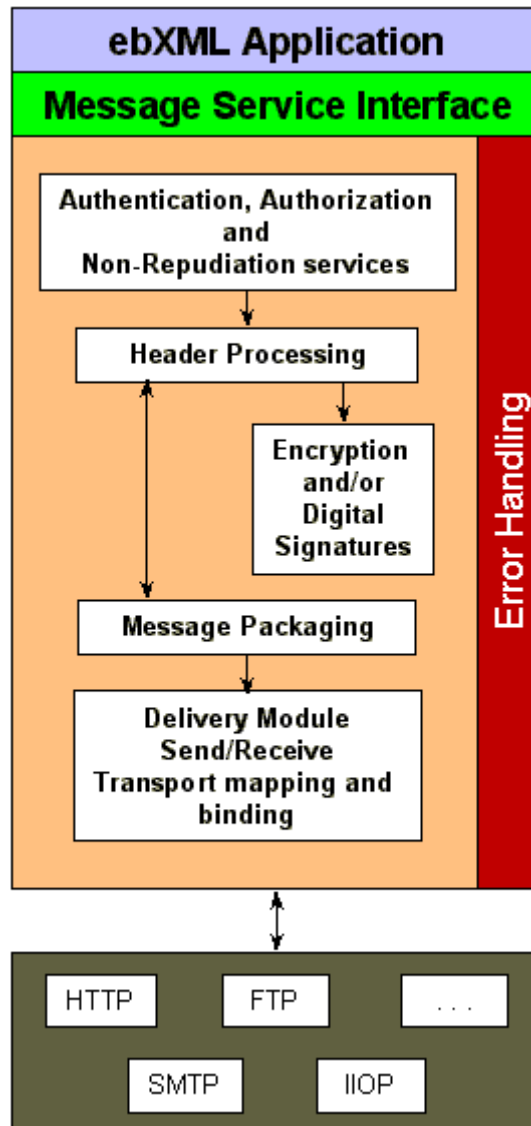 ebXML Application
Message Service Interface
Authentication, Authorization
and
Non-Repudiation services
Header Processing
Encryption
and/or
Digital
Signatures
Error Handling
Message Packaging
Delivery Module
Send/Receive
Transport mapping and
binding
HTTP
FTP
. . .
SMTP
IIOP